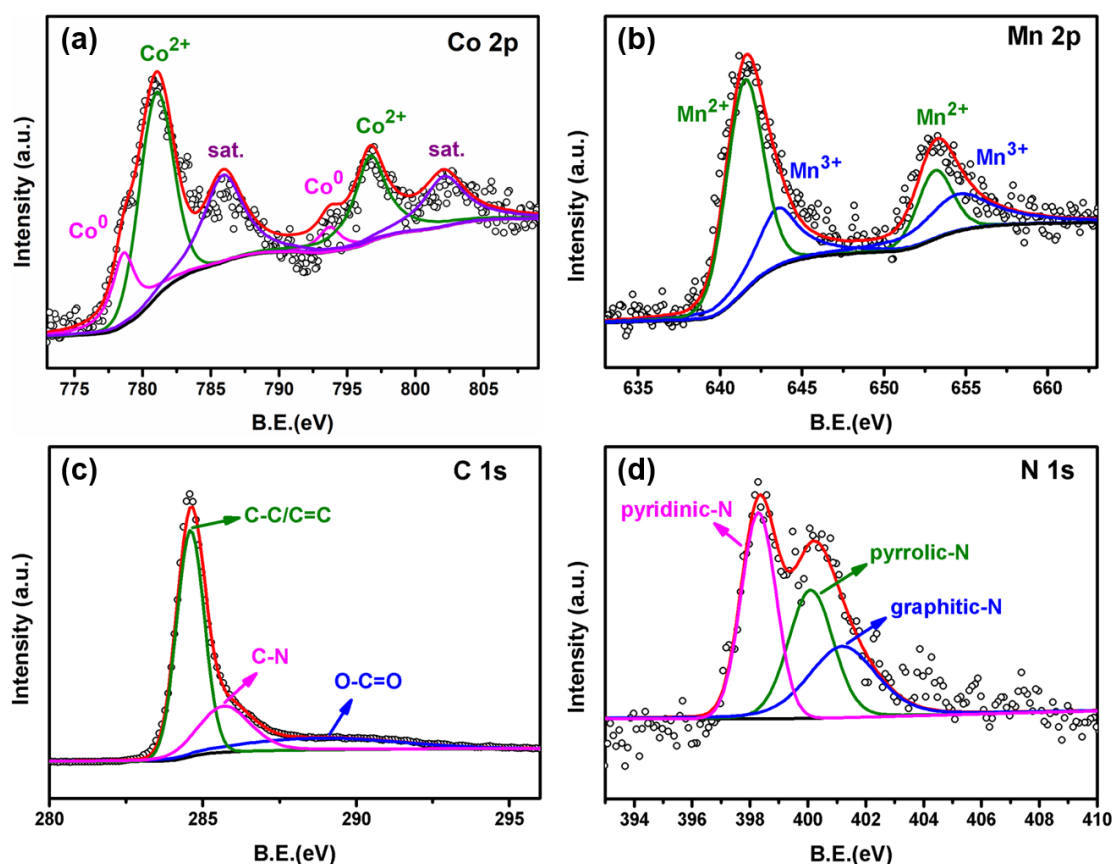 (a)
Co 2p
Co2+
Co0
sat.
Co0
Co2+
sat.
Intensity (a.u.)
775 780 785 790 795 800 805
B.E.(eV)
(b)
Mn 2p
Mn2+
Mn3+
Mn2+
Mn3+
Intensity (a.u.)
635 640 645 650 655 660
B.E.(eV)
(c)
C 1s
C-C/C=C
C-N
O-C=O
Intensity (a.u.)
280 285 290 295
B.E.(eV)
(d)
N 1s
pyridinic-N
pyrrolic-N
graphitic-N
Intensity (a.u.)
394 396 398 400 402 404 406 408 410
B.E.(eV)